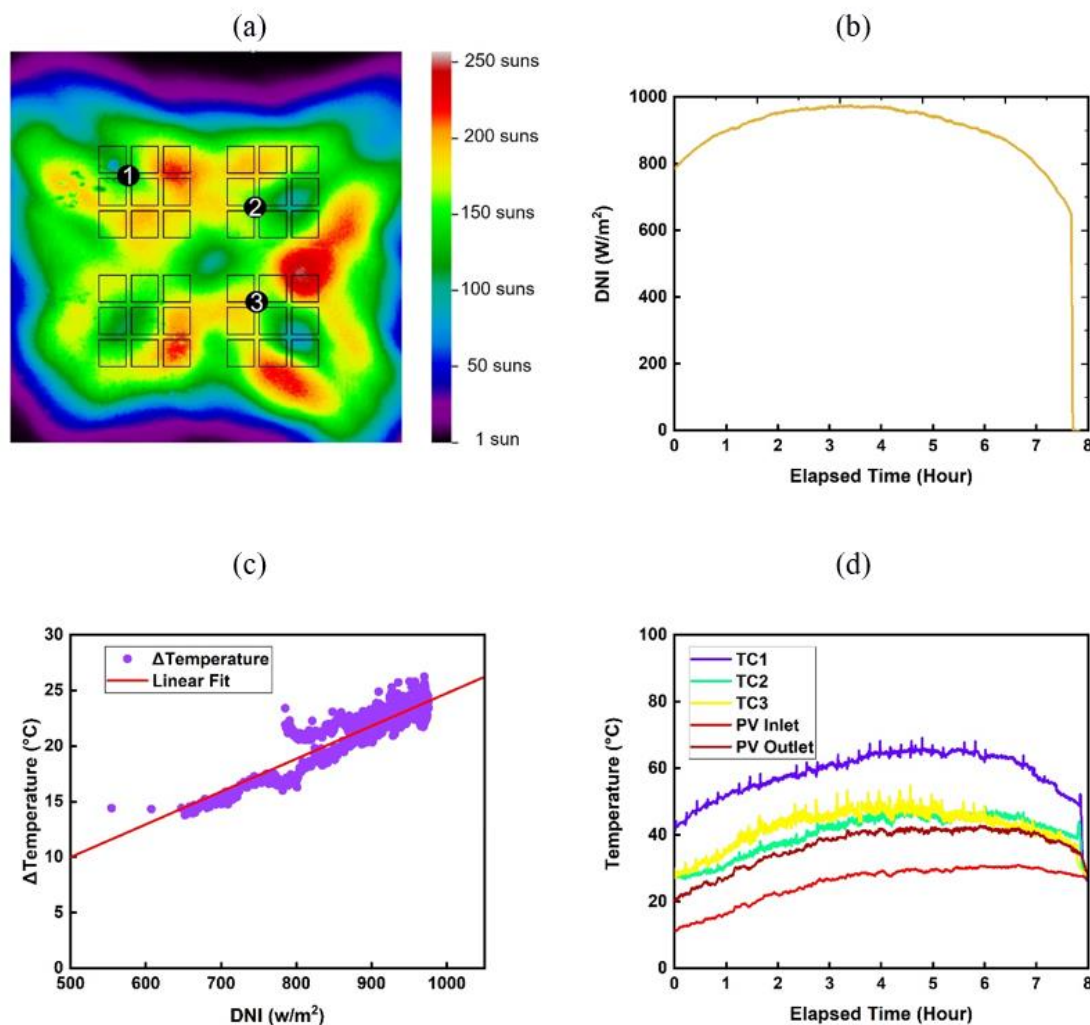 (a)
250 suns
200 suns
150 suns
100 suns
50 suns
1 sun
1
2
3
(b)
1000
800
600
400
200
0
DNI (W/m²)
0 1 2 3 4 5 6 7 8
Elapsed Time (Hour)
(c)
30
25
20
15
10
5
0
ΔTemperature (°C)
ΔTemperature
Linear Fit
500 600 700 800 900 1000
DNI (w/m²)
(d)
100
80
60
40
20
0
Temperature (°C)
TC1
TC2
TC3
PV Inlet
PV Outlet
0 1 2 3 4 5 6 7 8
Elapsed Time (Hour)